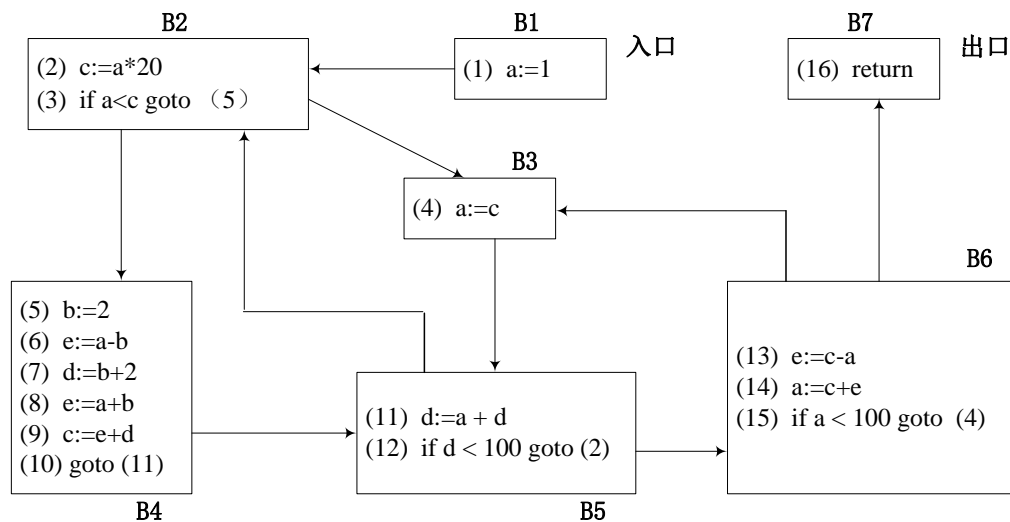 B2
(2) c:=a*20
(3) if a<c goto （5）
B1
(1) a:=1
入口
B7
(16) return
出口
B3
(4) a:=c
B4
(5) b:=2
(6) e:=a-b
(7) d:=b+2
(8) e:=a+b
(9) c:=e+d
(10) goto (11)
B5
(11) d:=a + d
(12) if d < 100 goto (2)
B6
(13) e:=c-a
(14) a:=c+e
(15) if a < 100 goto (4)